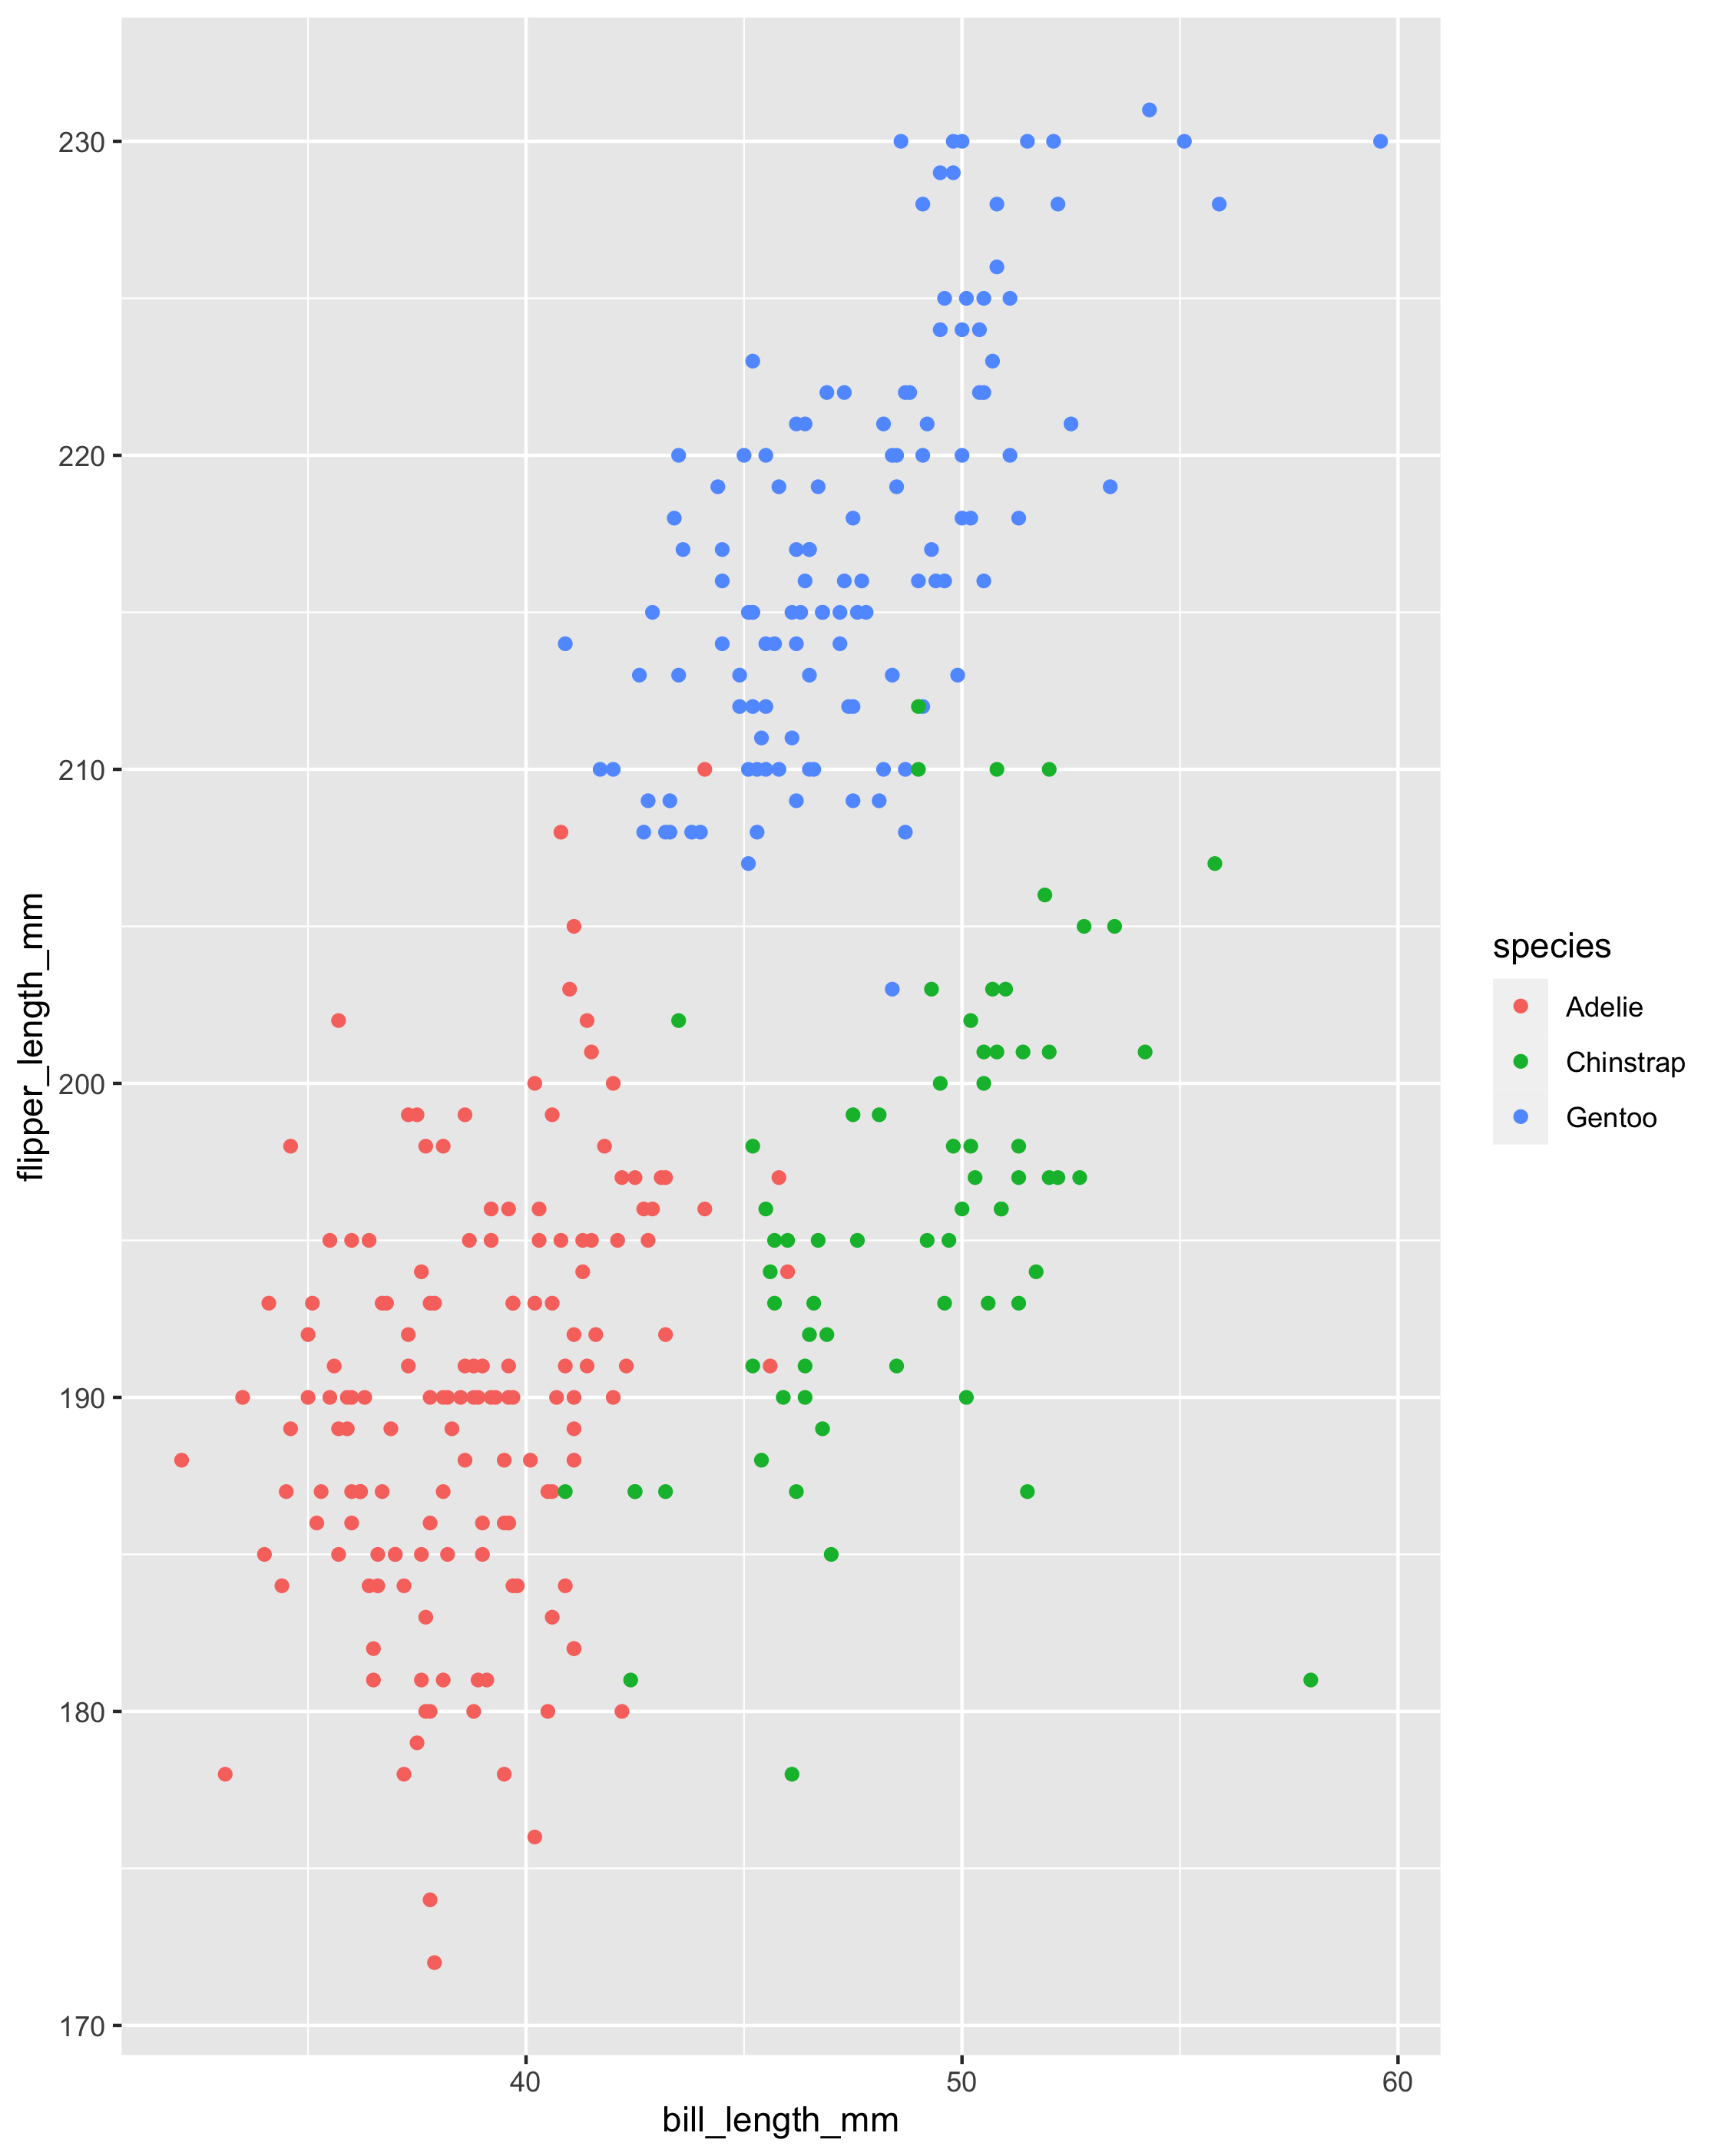 230
220
210
200
190
180
170
flipper_length_mm
40
50
60
bill_length_mm
species
Adelie
Chinstrap
Gentoo